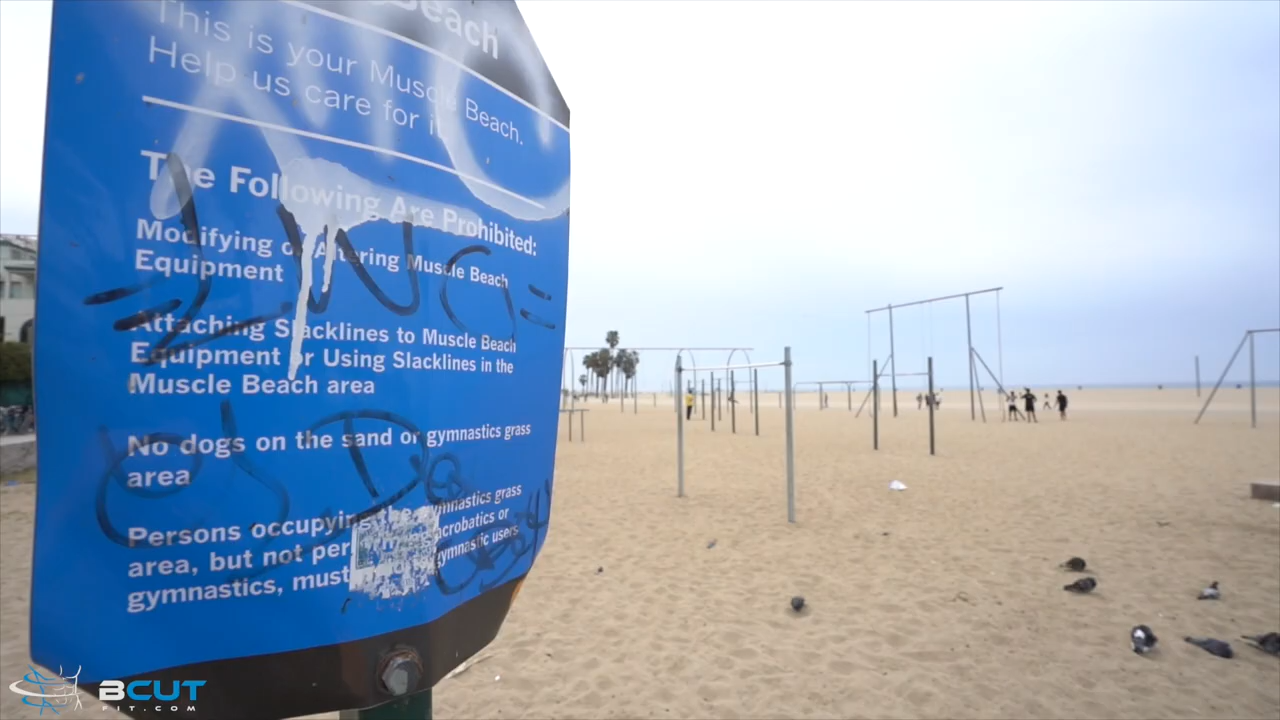 Beach
This is your Muscle Beach.
Help us care for it
The Following Are Prohibited:
Modifying or Altering Muscle Beach
Equipment
Attaching Slacklines to Muscle Beach
Equipment or Using Slacklines in the
Muscle Beach area
No dogs on the sand or gymnastics grass
area
Persons occupying the gymnastics grass
area, but not acrobatics or
gymnastics, must gymnastic users
BCUT
FIT.COM